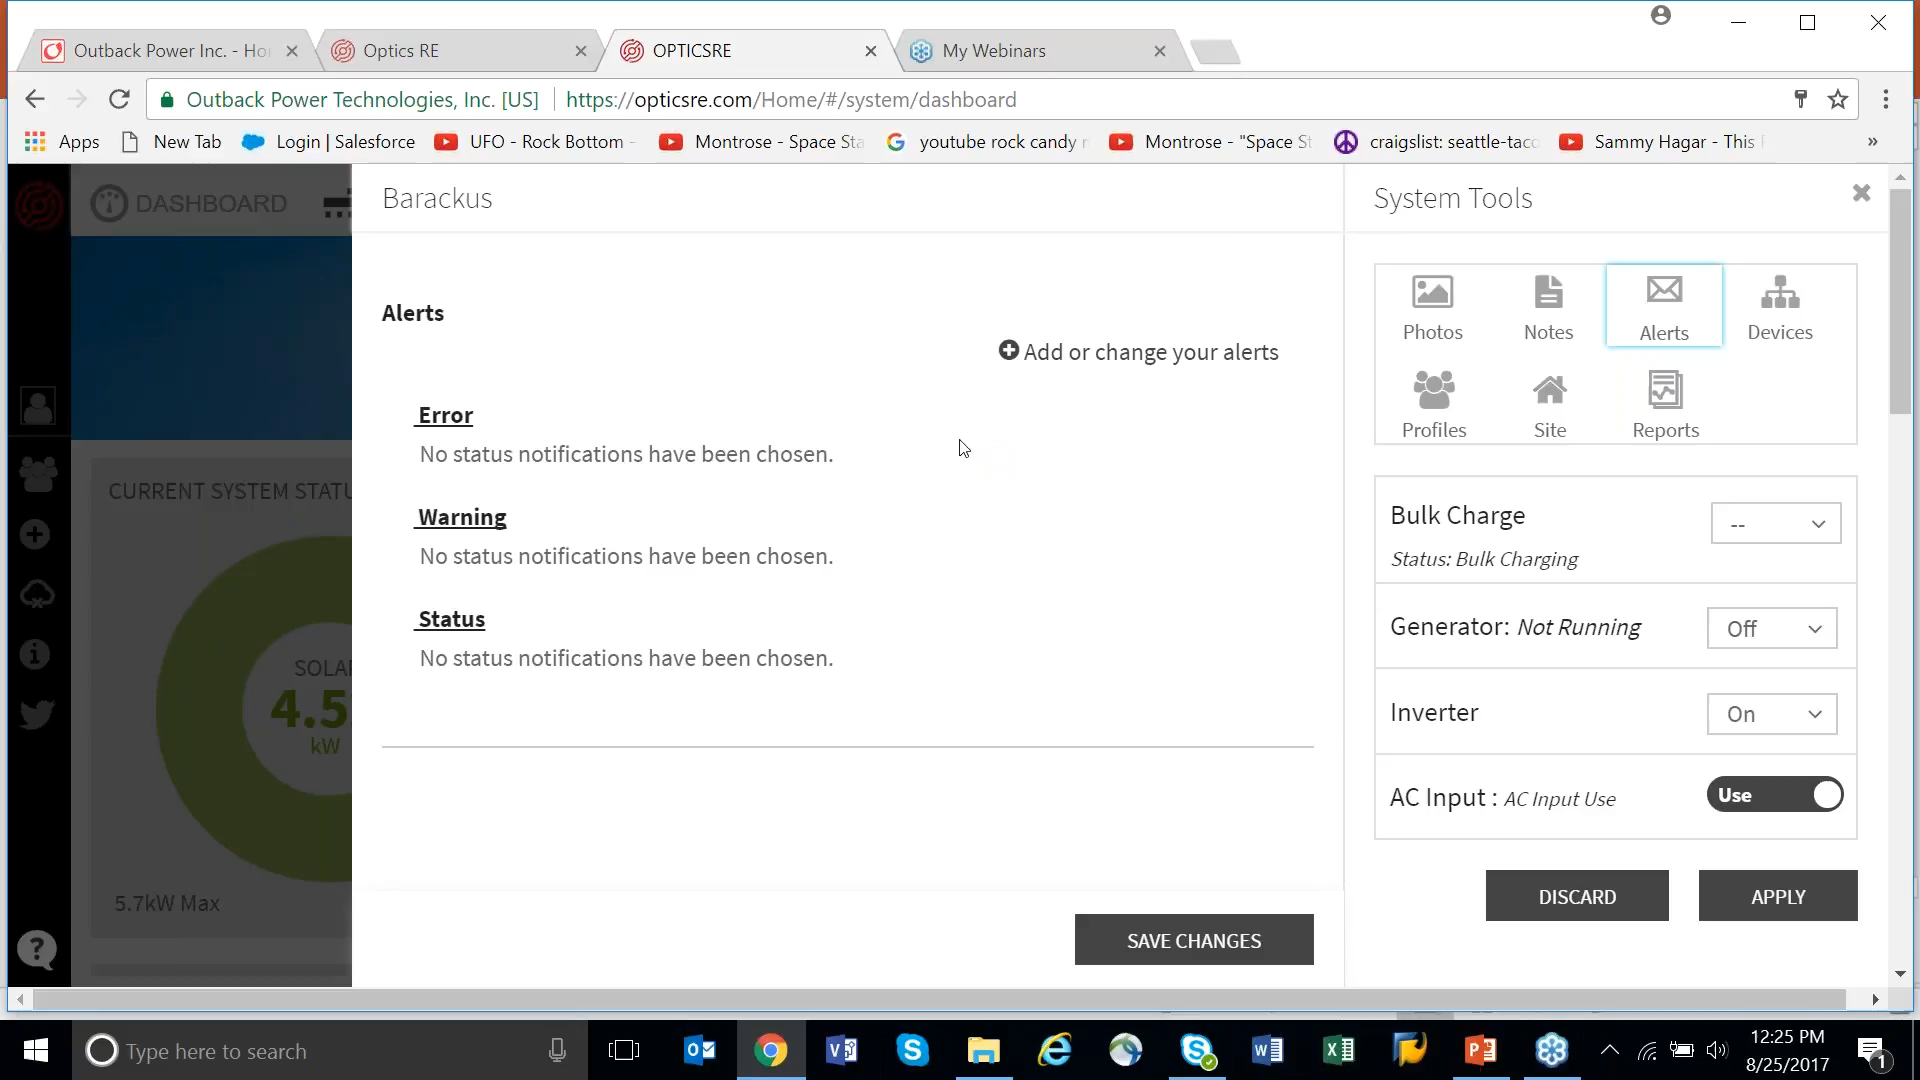 Outback Power Inc. - Ho
Optics RE
OPTICSRE
My Webinars
Outback Power Technologies, Inc. [US]
https://opticsre.com/Home/#/system/dashboard
Apps
New Tab
Login | Salesforce
UFO - Rock Bottom -
Montrose - Space Sta
youtube rock candy r
Montrose - "Space St
craigslist: seattle-taco
Sammy Hagar - This
»
DASHBOARD
Barackus
System Tools
Alerts
Add or change your alerts
Error
No status notifications have been chosen.
Warning
No status notifications have been chosen.
Status
No status notifications have been chosen.
SAVE CHANGES
Photos
Notes
Alerts
Devices
Profiles
Site
Reports
Bulk Charge
--
Status: Bulk Charging
Generator: Not Running
Off
Inverter
On
AC Input : AC Input Use
Use
DISCARD
APPLY
CURRENT SYSTEM STATU
SOLAR
4.5
kW
5.7kW Max
Type here to search
12:25 PM
8/25/2017
1